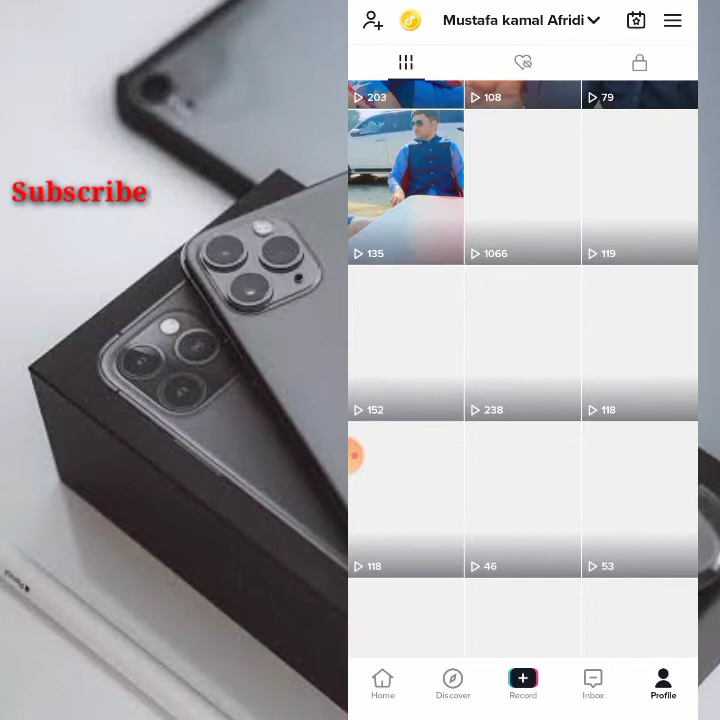 Mustafa kamal Afridi
Subscribe
203 108 79
135 1066 119
152 238 118
118 46 53
Home Discover Record Inbox Profile